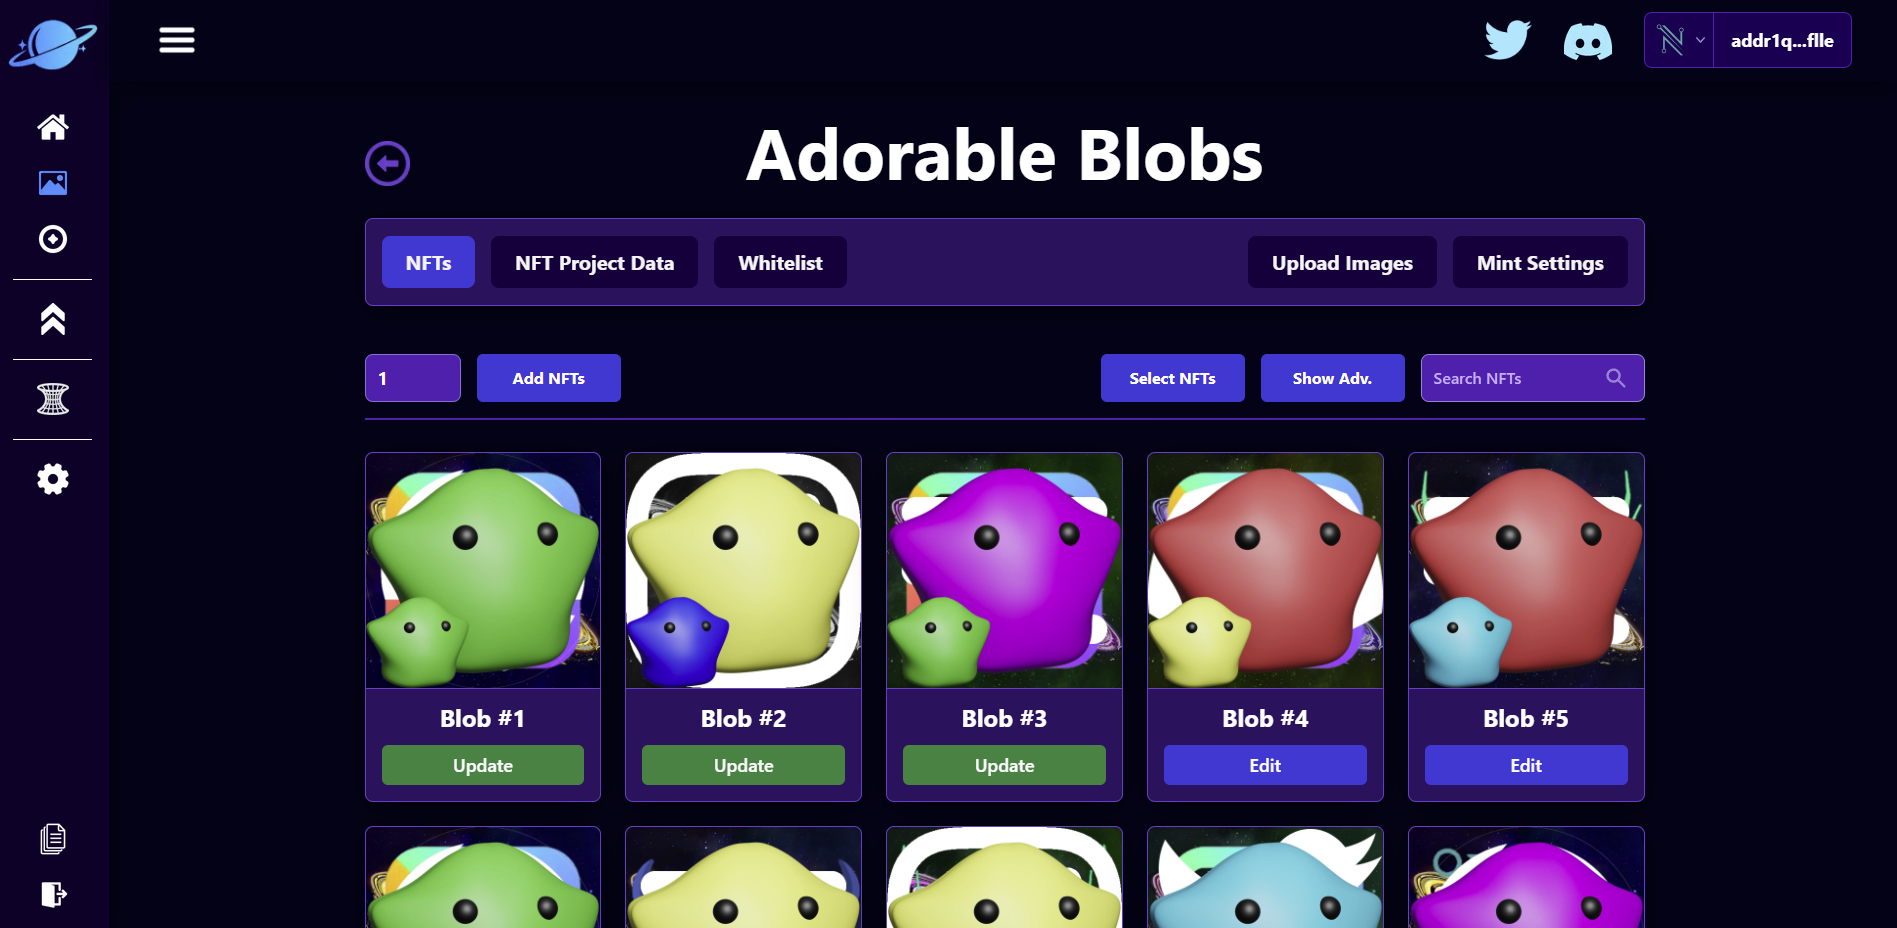 addr1q...flle
Adorable Blobs
NFTs
NFT Project Data
Whitelist
Upload Images
Mint Settings
1
Add NFTs
Select NFTs
Show Adv.
Search NFTs
Blob #1
Blob #2
Blob #3
Blob #4
Blob #5
Update
Update
Update
Edit
Edit